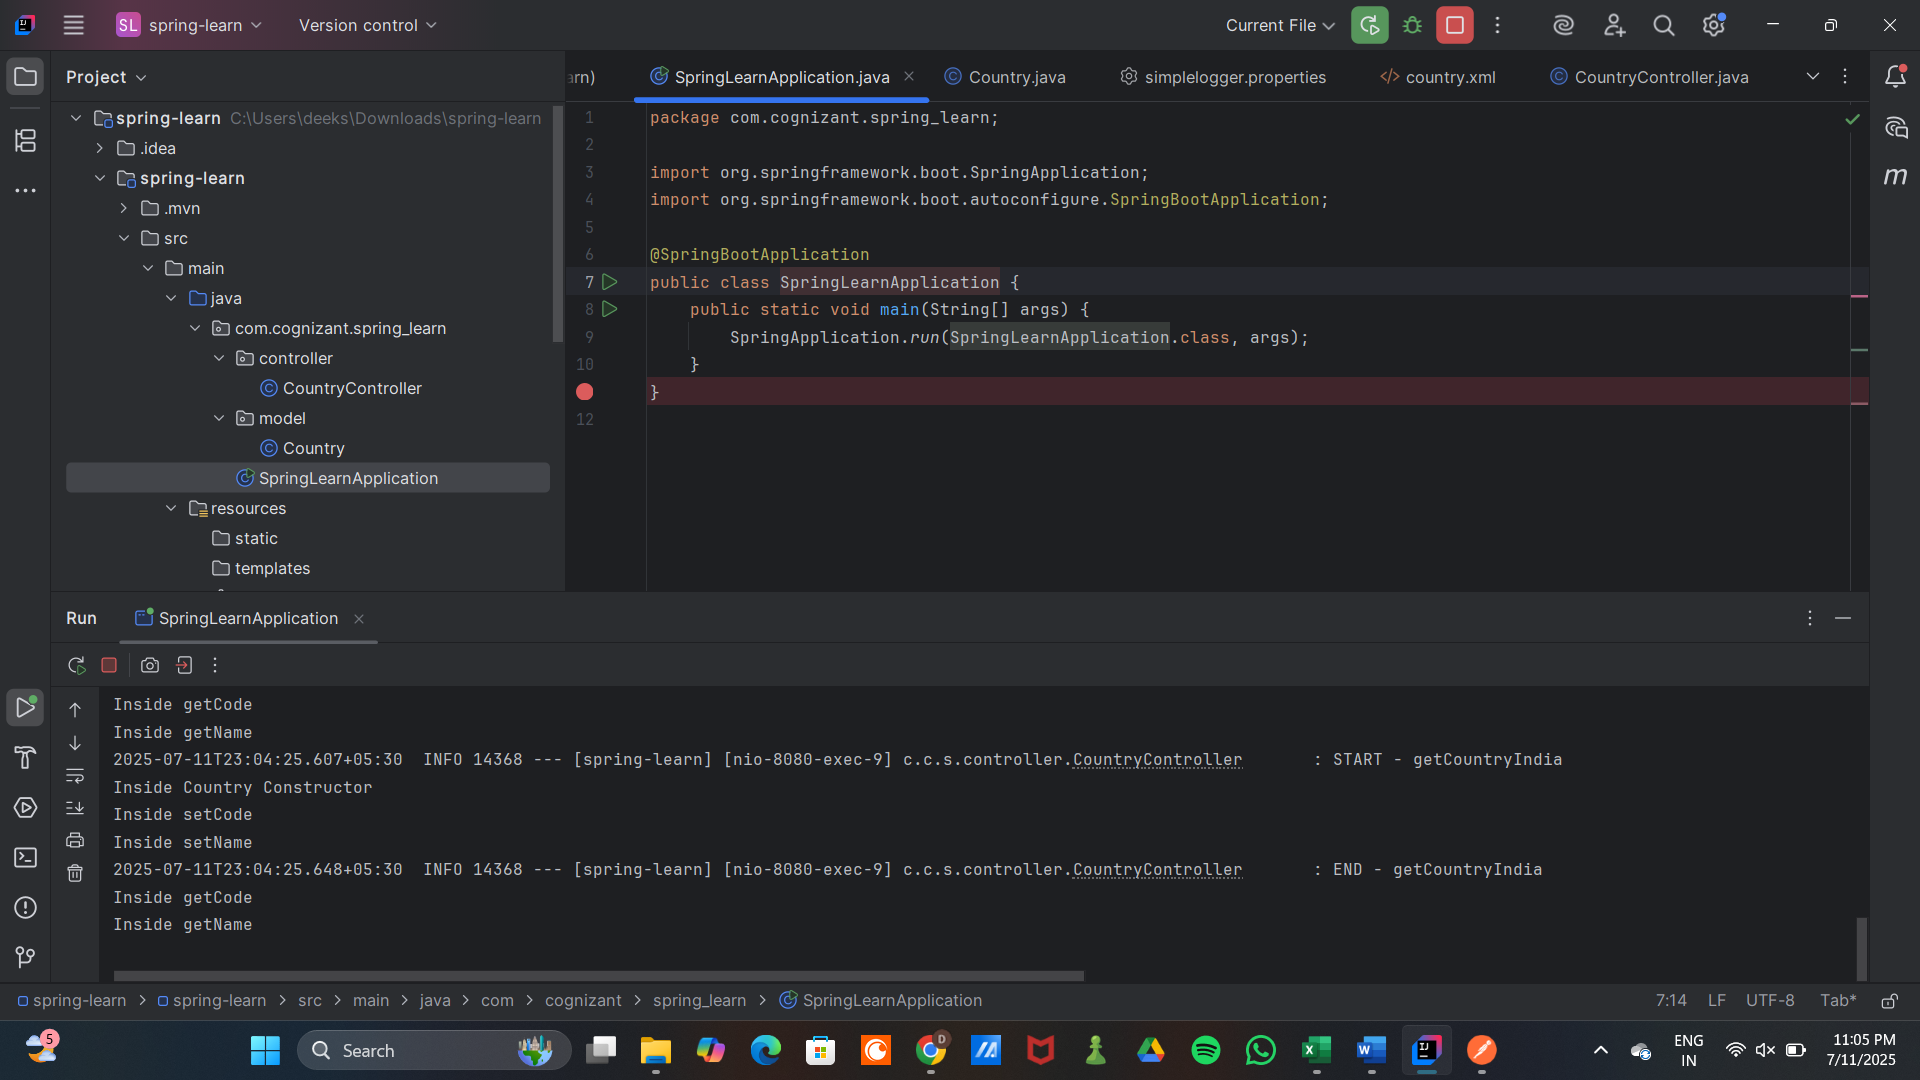 SL spring-learn Version control Current File
Project
spring-learn C:\Users\deeks\Downloads\spring-learn
.idea
spring-learn
.mvn
src
main
java
com.cognizant.spring_learn
controller
CountryController
model
Country
SpringLearnApplication
resources
static
templates
arn) SpringLearnApplication.java Country.java simplelogger.properties country.xml CountryController.java
m
1 package com.cognizant.spring_learn;
2
3 import org.springframework.boot.SpringApplication;
4 import org.springframework.boot.autoconfigure.SpringBootApplication;
5
6 @SpringBootApplication
7 public class SpringLearnApplication {
8 public static void main(String[] args) {
9 SpringApplication.run(SpringLearnApplication.class, args);
10 }
}
12
Run SpringLearnApplication
Inside getCode
Inside getName
2025-07-11T23:04:25.607+05:30 INFO 14368 --- [spring-learn] [nio-8080-exec-9] c.c.s.controller.CountryController : START - getCountryIndia
Inside Country Constructor
Inside setCode
Inside setName
2025-07-11T23:04:25.648+05:30 INFO 14368 --- [spring-learn] [nio-8080-exec-9] c.c.s.controller.CountryController : END - getCountryIndia
Inside getCode
Inside getName
spring-learn > spring-learn > src > main > java > com > cognizant > spring_learn > SpringLearnApplication 7:14 LF UTF-8 Tab*
5 Search D ENG 11:05 PM
IN 7/11/2025